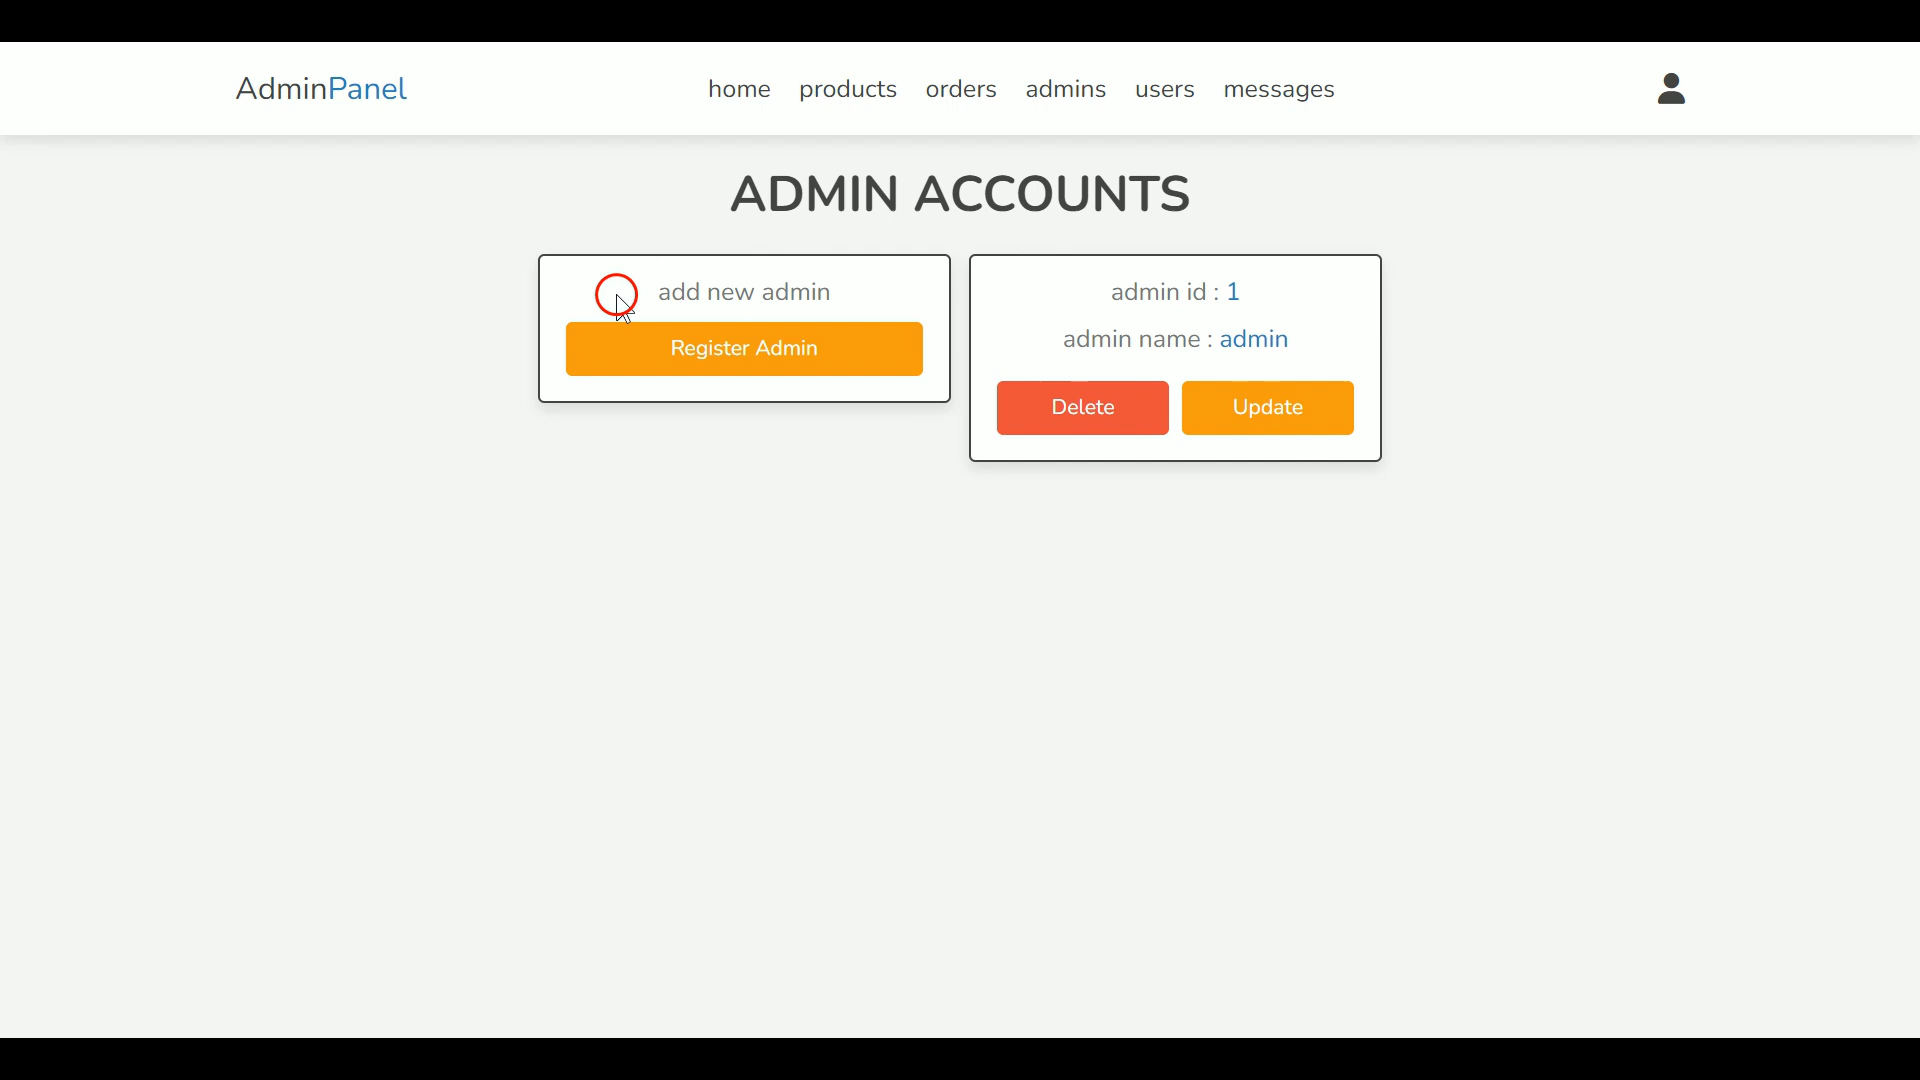 AdminPanel home products orders admins users messages
ADMIN ACCOUNTS
add new admin
Register Admin
admin id : 1
admin name : admin
Delete Update